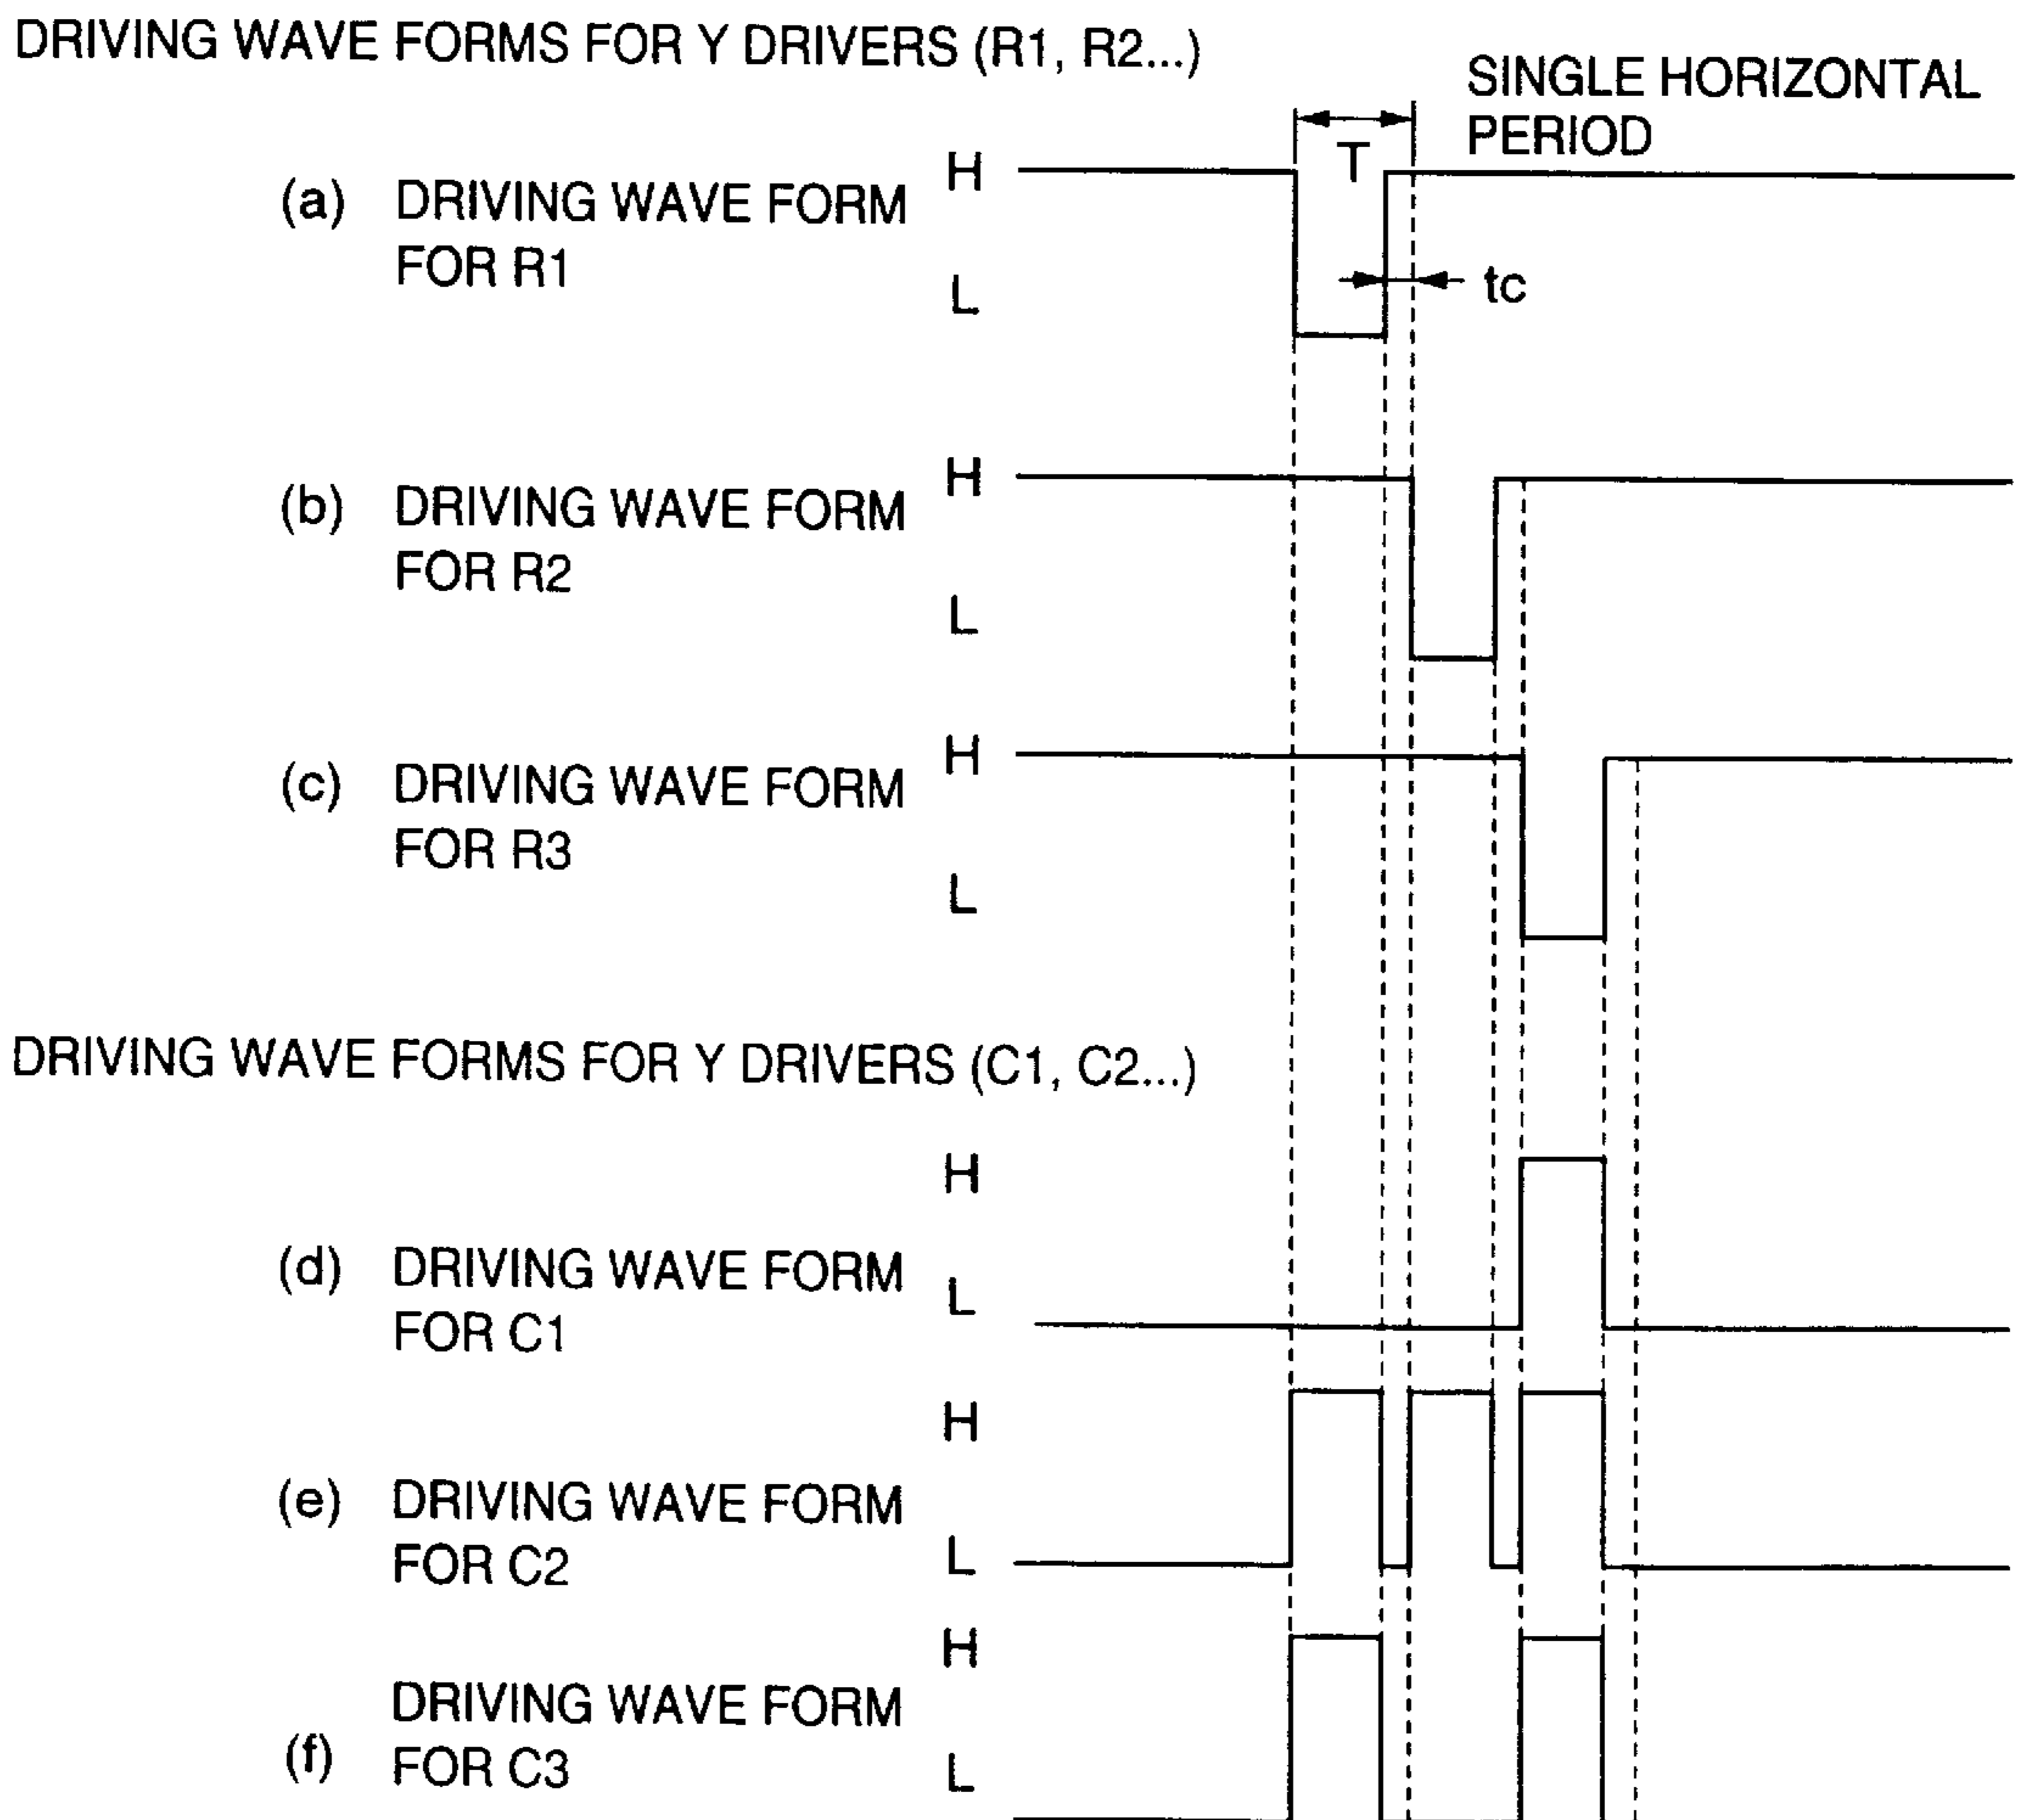 DRIVING WAVE FORMS FOR Y DRIVERS (R1, R2...)
SINGLE HORIZONTAL
PERIOD
T
(a) DRIVING WAVE FORM
FOR R1
H
L
tc
(b) DRIVING WAVE FORM
FOR R2
H
L
(c) DRIVING WAVE FORM
FOR R3
H
L
DRIVING WAVE FORMS FOR Y DRIVERS (C1, C2...)
(d) DRIVING WAVE FORM
FOR C1
H
L
(e) DRIVING WAVE FORM
FOR C2
H
L
(f) DRIVING WAVE FORM
FOR C3
H
L